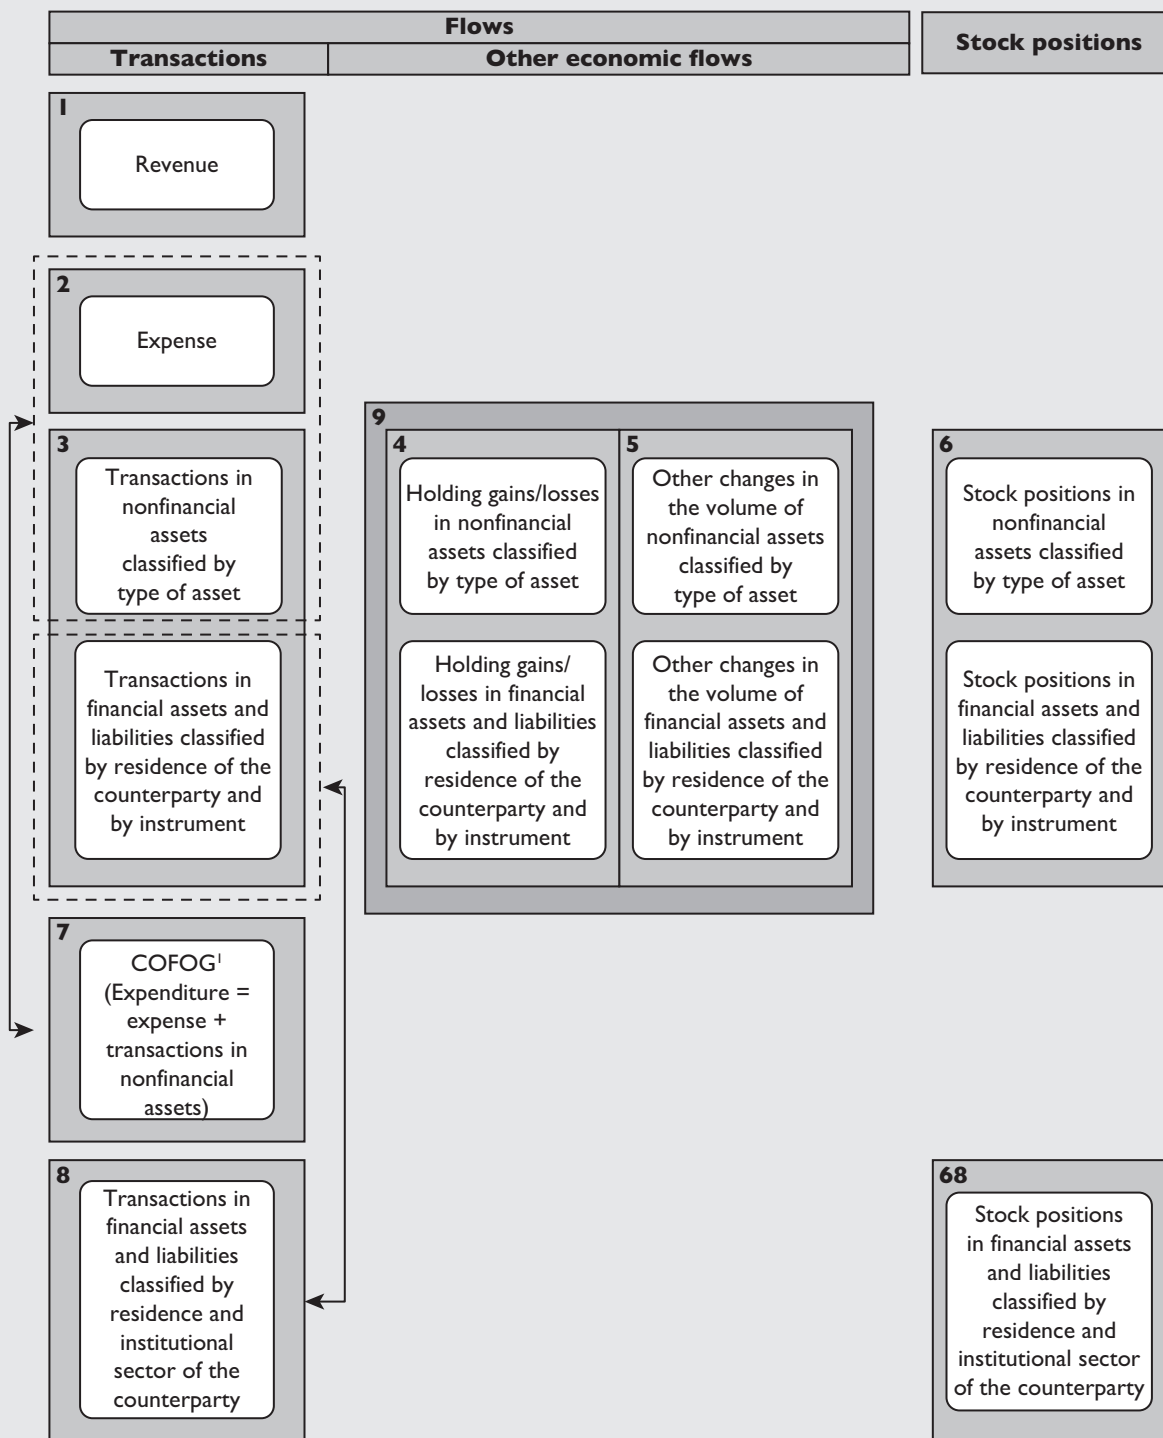 Flows
Transactions
Other economic flows
Stock positions
1
Revenue
2
Expense
3
Transactions in
nonfinancial
assets
classified by
type of asset
Transactions in
financial assets and
liabilities classified
by residence of the
counterparty and
by instrument
9
4
Holding gains/losses
in nonfinancial
assets classified
by type of asset
Holding gains/
losses in financial
assets and liabilities
classified by
residence of the
counterparty and
by instrument
5
Other changes in
the volume of
nonfinancial assets
classified by
type of asset
Other changes in
the volume of
financial assets and
liabilities classified
by residence of the
counterparty and
by instrument
6
Stock positions in
nonfinancial
assets classified
by type of asset
Stock positions in
financial assets and
liabilities classified
by residence of the
counterparty and
by instrument
7
COFOG¹
(Expenditure =
expense +
transactions in
nonfinancial
assets)
8
Transactions in
financial assets
and liabilities
classified by
residence and
institutional
sector of the
counterparty
68
Stock positions
in financial assets
and liabilities
classified by
residence and
institutional sector
of the counterparty